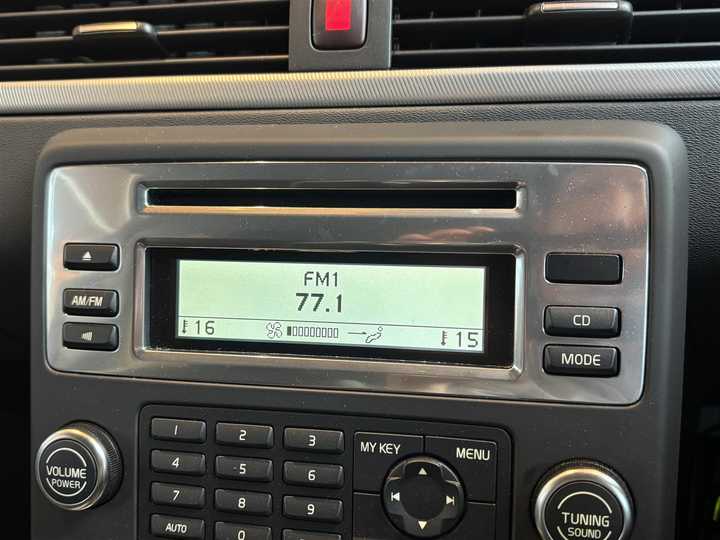 FM1
77.1
16
15
AM/FM
CD
MODE
VOLUME
POWER
1 2 3
4 5 6
7 8 9
AUTO 0
MY KEY
MENU
TUNING
SOUND